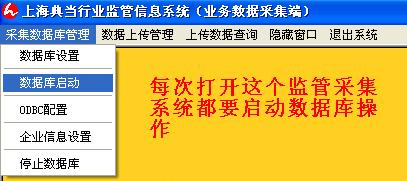 上海典当行业监管信息系统（业务数据采集端）
采集数据库管理 数据上传管理 上传数据查询 隐藏窗口 退出系统
数据库设置
数据库启动
ODBC配置
企业信息设置
停止数据库
每次打开这个监管采集
系统都要启动数据库操
作